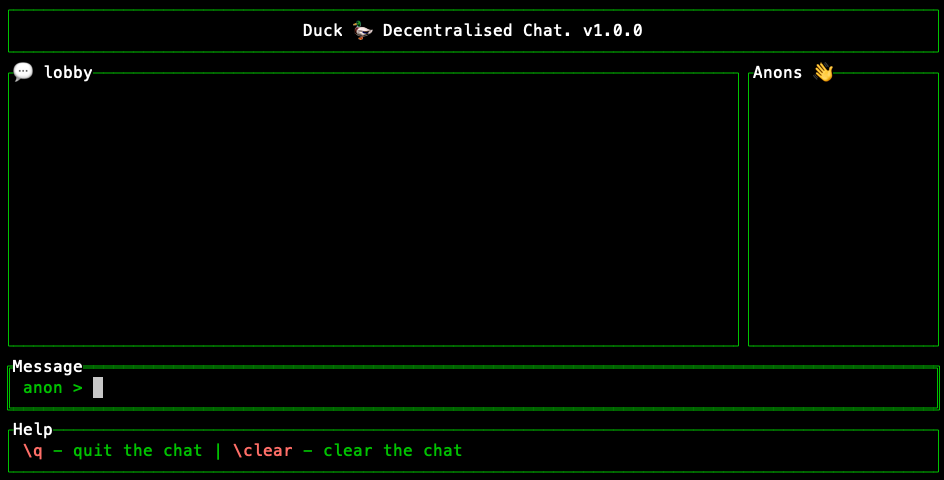 Duck 🦆 Decentralised Chat. v1.0.0
💬 lobby
Anons 👋
Message
anon >
Help
\q - quit the chat | \clear - clear the chat